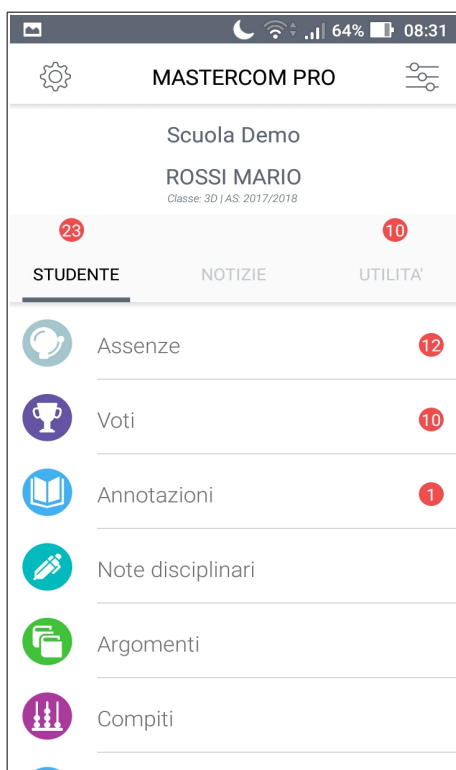 64% 08:31
MASTERCOM PRO
Scuola Demo
ROSSI MARIO
Classe: 3D | AS: 2017/2018
23 10
STUDENTE NOTIZIE UTILITA'
Assenze 12
Voti 10
Annotazioni 1
Note disciplinari
Argomenti
Compiti